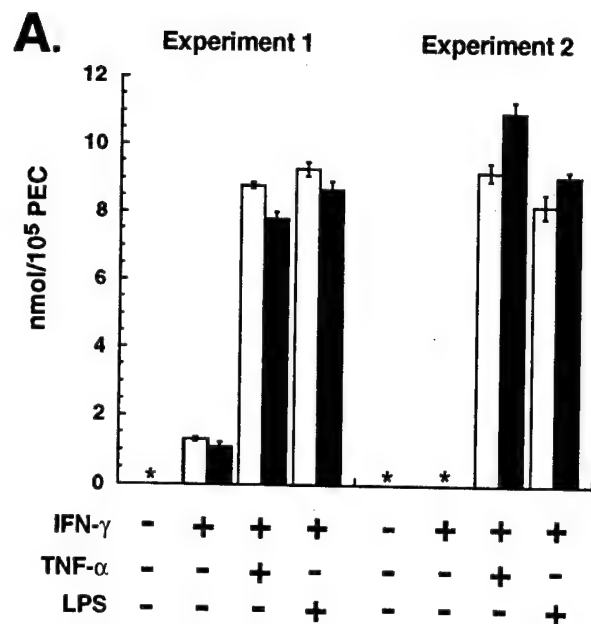 A.
Experiment 1 Experiment 2
12
10
8
6
4
2
0
nmol/10⁵ PEC
* * *
IFN-γ - + + + - + + +
TNF-α - - + - - - + -
LPS - - - + - - - +